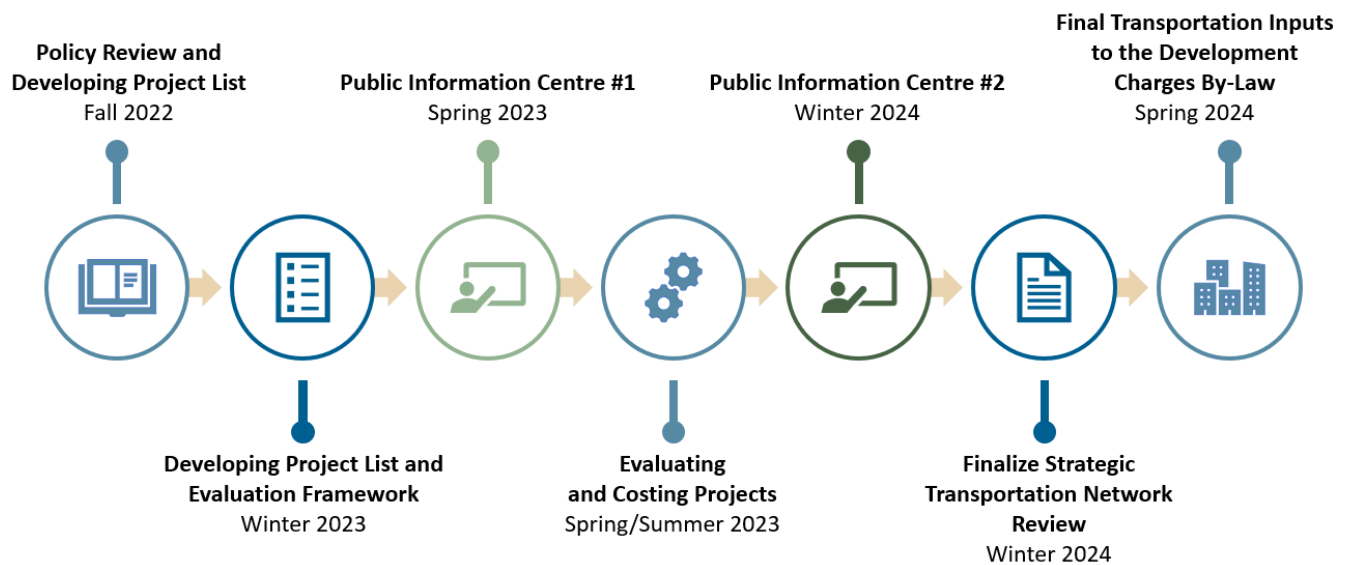 Policy Review and
Developing Project List
Fall 2022
Developing Project List and
Evaluation Framework
Winter 2023
Public Information Centre #1
Spring 2023
Evaluating
and Costing Projects
Spring/Summer 2023
Public Information Centre #2
Winter 2024
Finalize Strategic
Transportation Network
Review
Winter 2024
Final Transportation Inputs
to the Development
Charges By-Law
Spring 2024